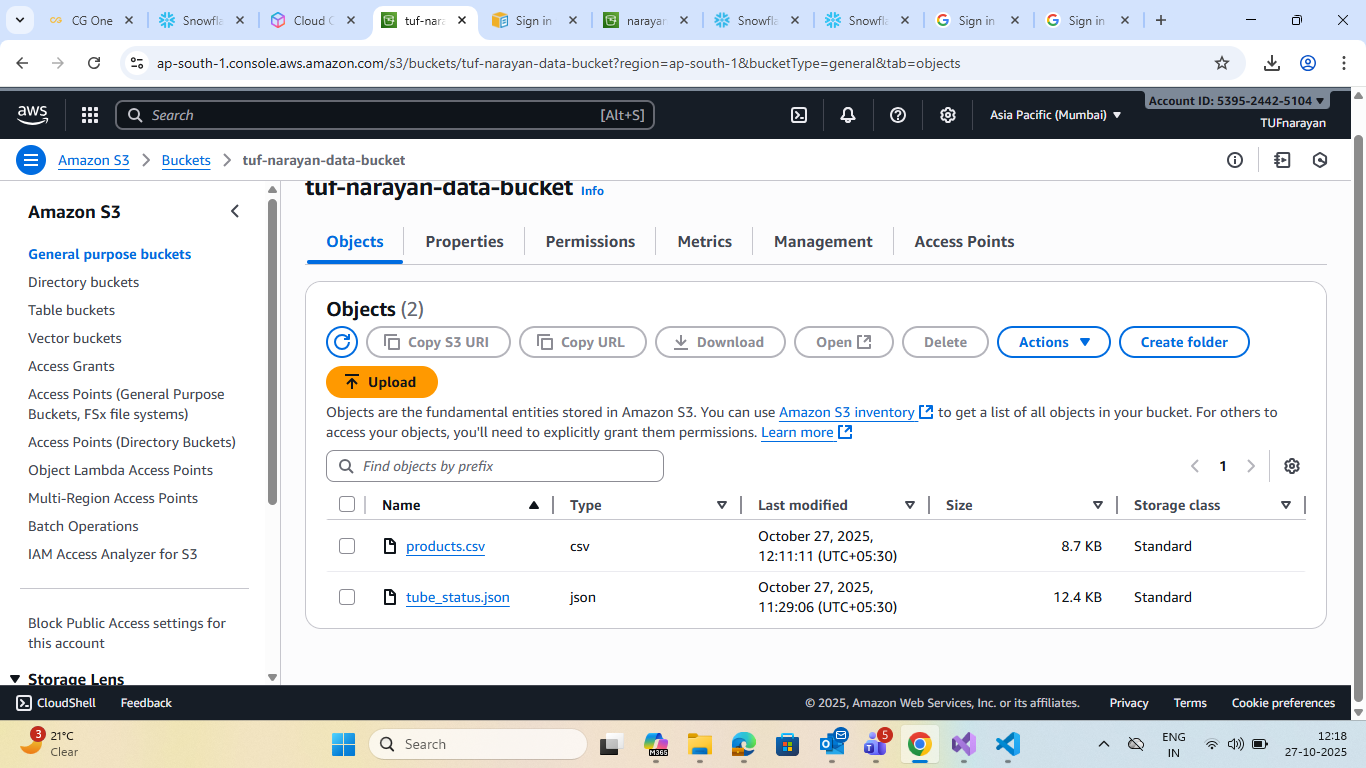 CG One
Snowfl
Cloud C
tuf-nar
Sign in
narayan
Snowfl
Snowfl
Sign in
Sign in
ap-south-1.console.aws.amazon.com/s3/buckets/tuf-narayan-data-bucket?region=ap-south-1&bucketType=general&tab=objects
aws
Search
[Alt+S]
Asia Pacific (Mumbai)
Account ID: 5395-2442-5104
TUFnarayan
Amazon S3
Buckets
tuf-narayan-data-bucket
Amazon S3
General purpose buckets
Directory buckets
Table buckets
Vector buckets
Access Grants
Access Points (General Purpose
Buckets, FSx file systems)
Access Points (Directory Buckets)
Object Lambda Access Points
Multi-Region Access Points
Batch Operations
IAM Access Analyzer for S3
Block Public Access settings for
this account
Storage Lens
tuf-narayan-data-bucket Info
Objects
Properties
Permissions
Metrics
Management
Access Points
Objects (2)
Copy S3 URI
Copy URL
Download
Open
Delete
Actions
Create folder
Upload
Objects are the fundamental entities stored in Amazon S3. You can use Amazon S3 inventory to get a list of all objects in your bucket. For others to
access your objects, you'll need to explicitly grant them permissions. Learn more
Find objects by prefix
1
Name
Type
Last modified
Size
Storage class
products.csv
csv
October 27, 2025,
12:11:11 (UTC+05:30)
8.7 KB
Standard
tube_status.json
json
October 27, 2025,
11:29:06 (UTC+05:30)
12.4 KB
Standard
CloudShell
Feedback
© 2025, Amazon Web Services, Inc. or its affiliates.
Privacy
Terms
Cookie preferences
3
21°C
Clear
Search
M365
5
ENG
IN
12:18
27-10-2025